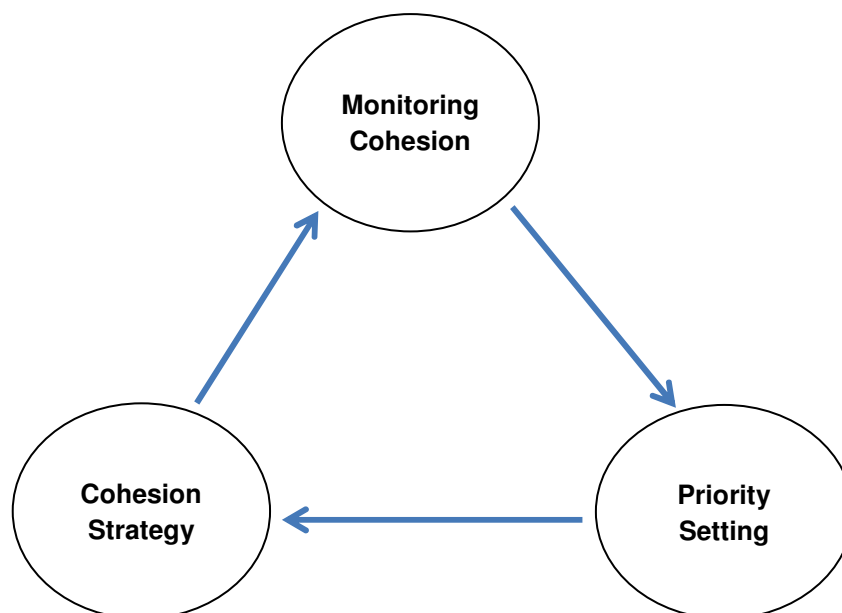 Monitoring
Cohesion
Cohesion
Strategy
Priority
Setting